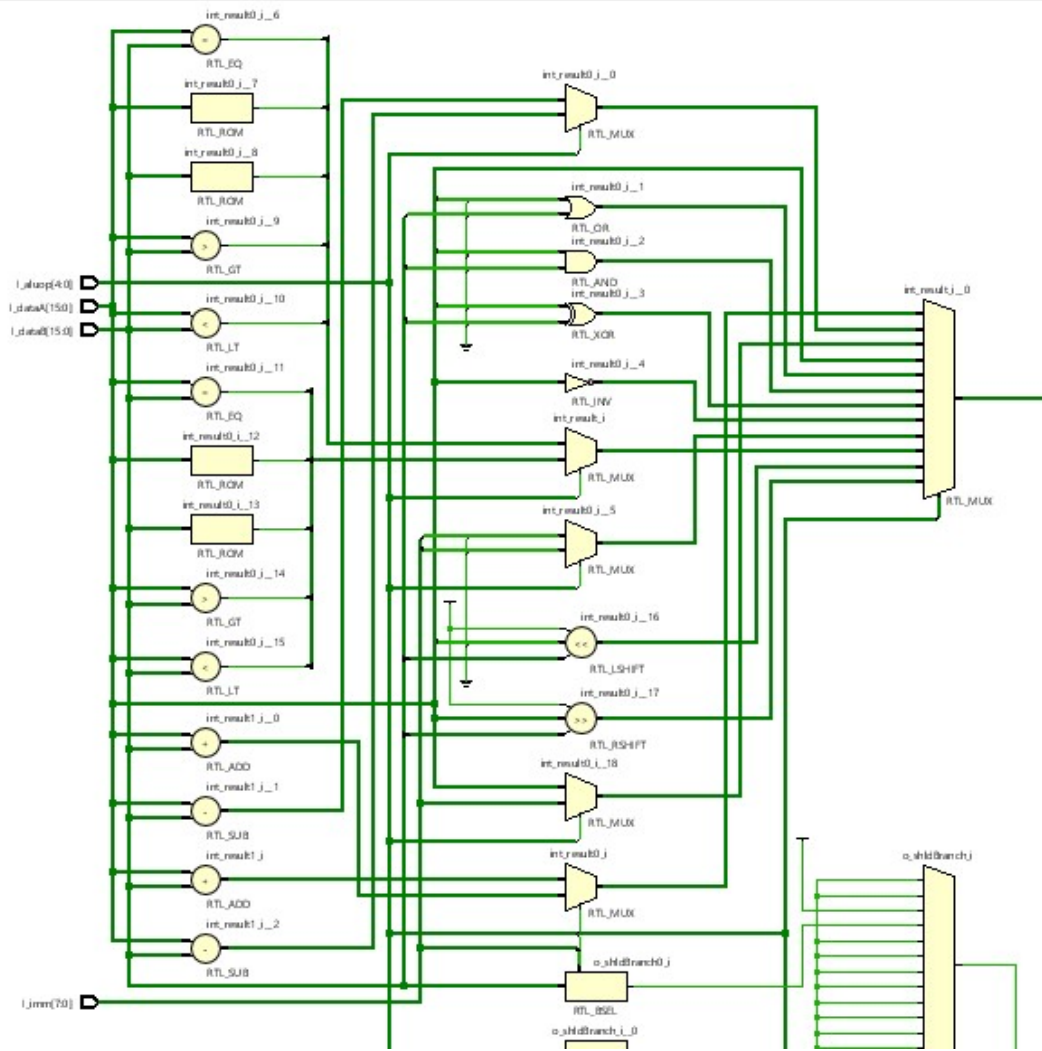 int_result0_i__6
=
RTL_EQ
int_result0_i__7
RTL_ROM
int_result0_i__8
RTL_ROM
int_result0_i__9
>
RTL_GT
I_aluop(4:0)
I_dataA(15:0)
I_dataB(15:0)
int_result0_i__10
<
RTL_LT
int_result0_i__11
=
RTL_EQ
int_result0_i__12
RTL_ROM
int_result0_i__13
RTL_ROM
int_result0_i__14
>
RTL_GT
int_result0_i__15
<
RTL_LT
int_result1_i__0
+
RTL_ADD
int_result1_i__1
-
RTL_SUB
int_result1_i
+
RTL_ADD
int_result1_i__2
-
RTL_SUB
I_imm(7:0)
int_result0_i__0
RTL_MUX
int_result0_i__1
RTL_OR
int_result0_i__2
RTL_AND
int_result0_i__3
RTL_XOR
int_result0_i__4
RTL_INV
int_result_i
RTL_MUX
int_result0_i__5
RTL_MUX
int_result0_i__16
<<
RTL_LSHIFT
int_result0_i__17
>>
RTL_RSHIFT
int_result0_i__18
RTL_MUX
int_result0_i
RTL_MUX
o_shldBranch0_i
RTL_BSEL
o_shldBranch_i__0
int_result_i__0
RTL_MUX
o_shldBranch_i